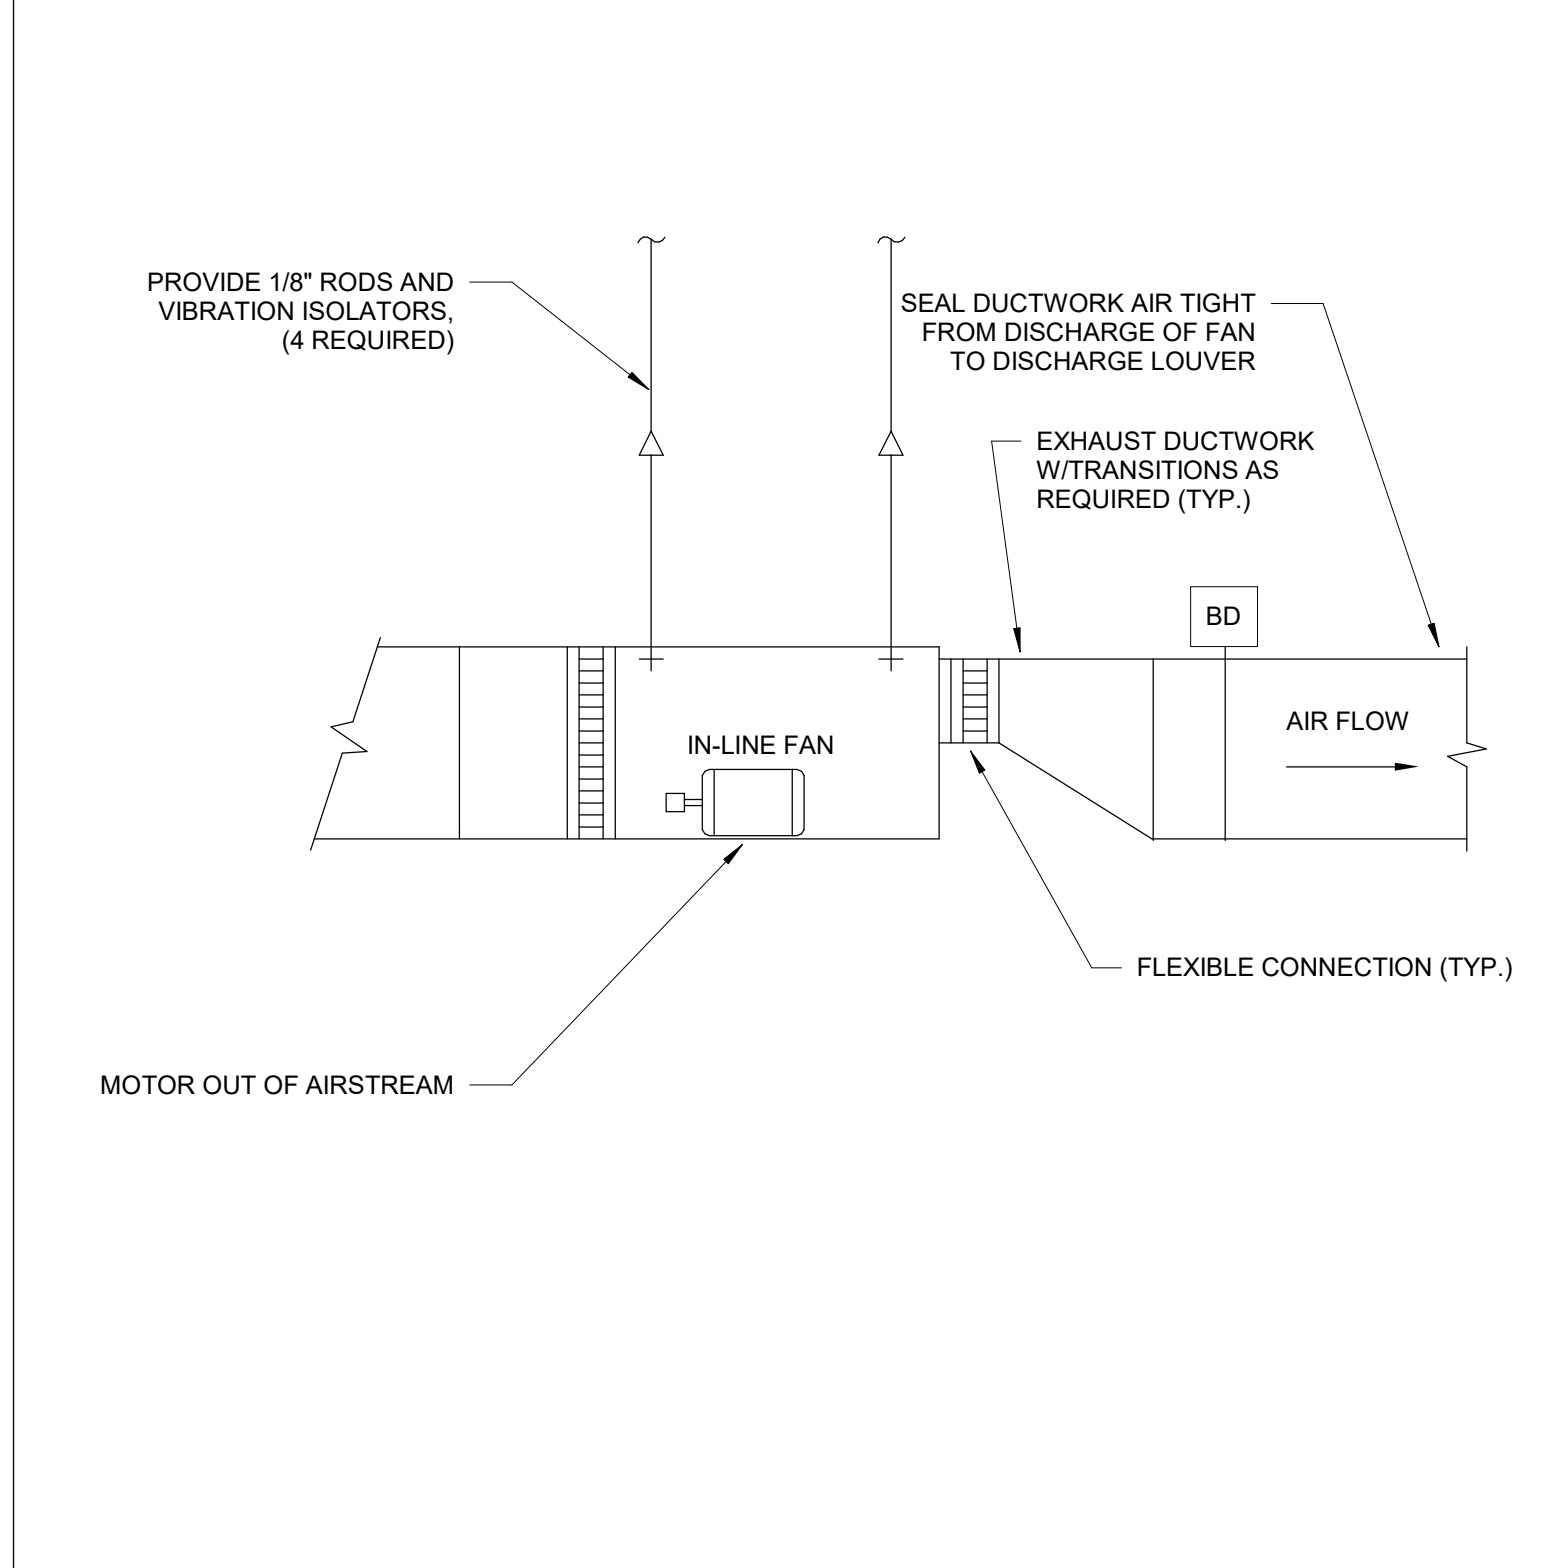 PROVIDE 1/8" RODS AND
VIBRATION ISOLATORS,
(4 REQUIRED)
SEAL DUCTWORK AIR TIGHT
FROM DISCHARGE OF FAN
TO DISCHARGE LOUVER
EXHAUST DUCTWORK
W/TRANSITIONS AS
REQUIRED (TYP.)
BD
AIR FLOW
IN-LINE FAN
FLEXIBLE CONNECTION (TYP.)
MOTOR OUT OF AIRSTREAM